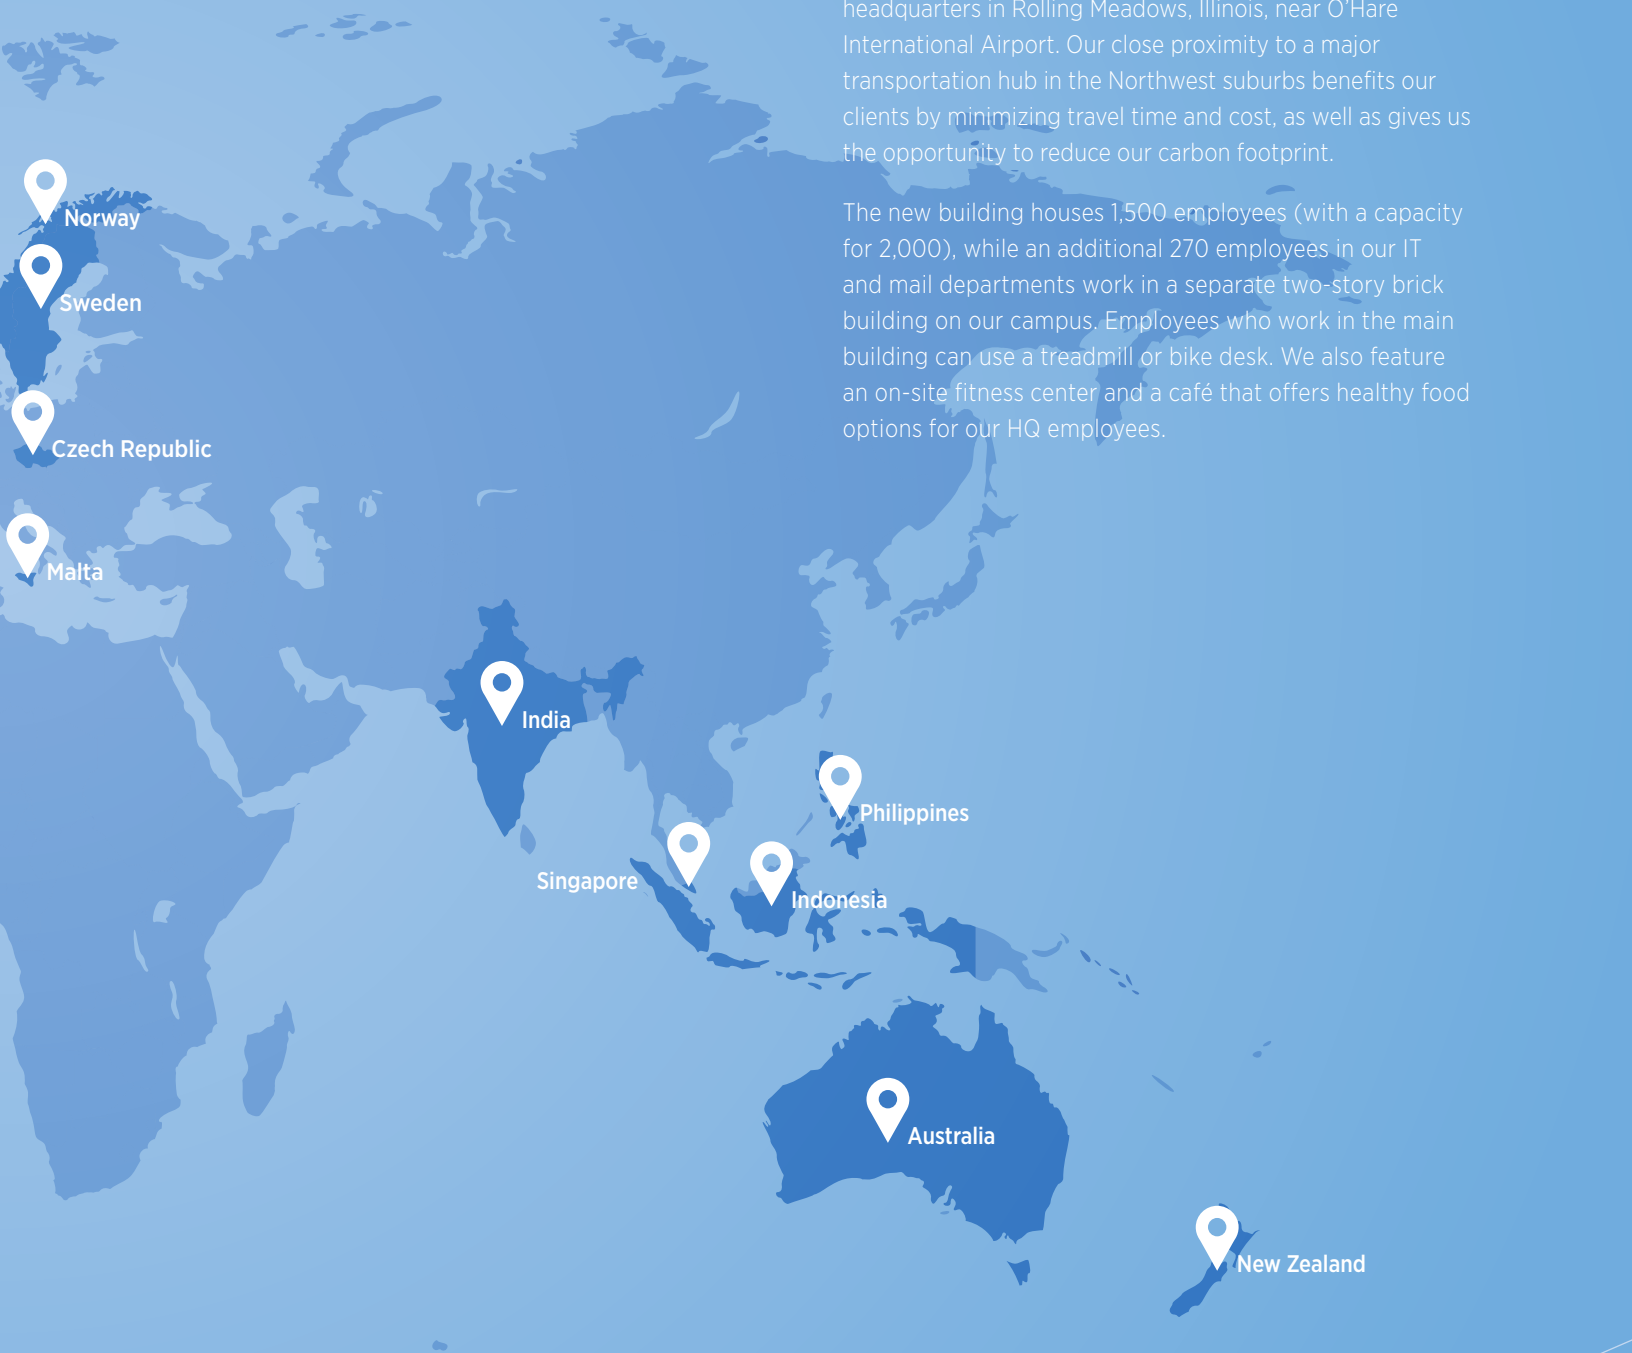 headquarters in Rolling Meadows, Illinois, near O'Hare
International Airport. Our close proximity to a major
transportation hub in the Northwest suburbs benefits our
clients by minimizing travel time and cost, as well as gives us
the opportunity to reduce our carbon footprint.
The new building houses 1,500 employees (with a capacity
for 2,000), while an additional 270 employees in our IT
and mail departments work in a separate two-story brick
building on our campus. Employees who work in the main
building can use a treadmill or bike desk. We also feature
an on-site fitness center and a café that offers healthy food
options for our HQ employees.
Norway
Sweden
Czech Republic
Malta
India
Philippines
Singapore
Indonesia
Australia
New Zealand